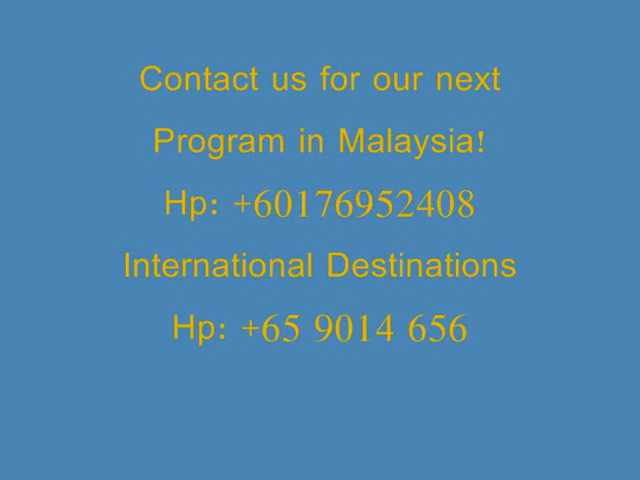 Contact us for our next
Program in Malaysia!
Hp: +60176952408
International Destinations
Hp: +65 9014 656